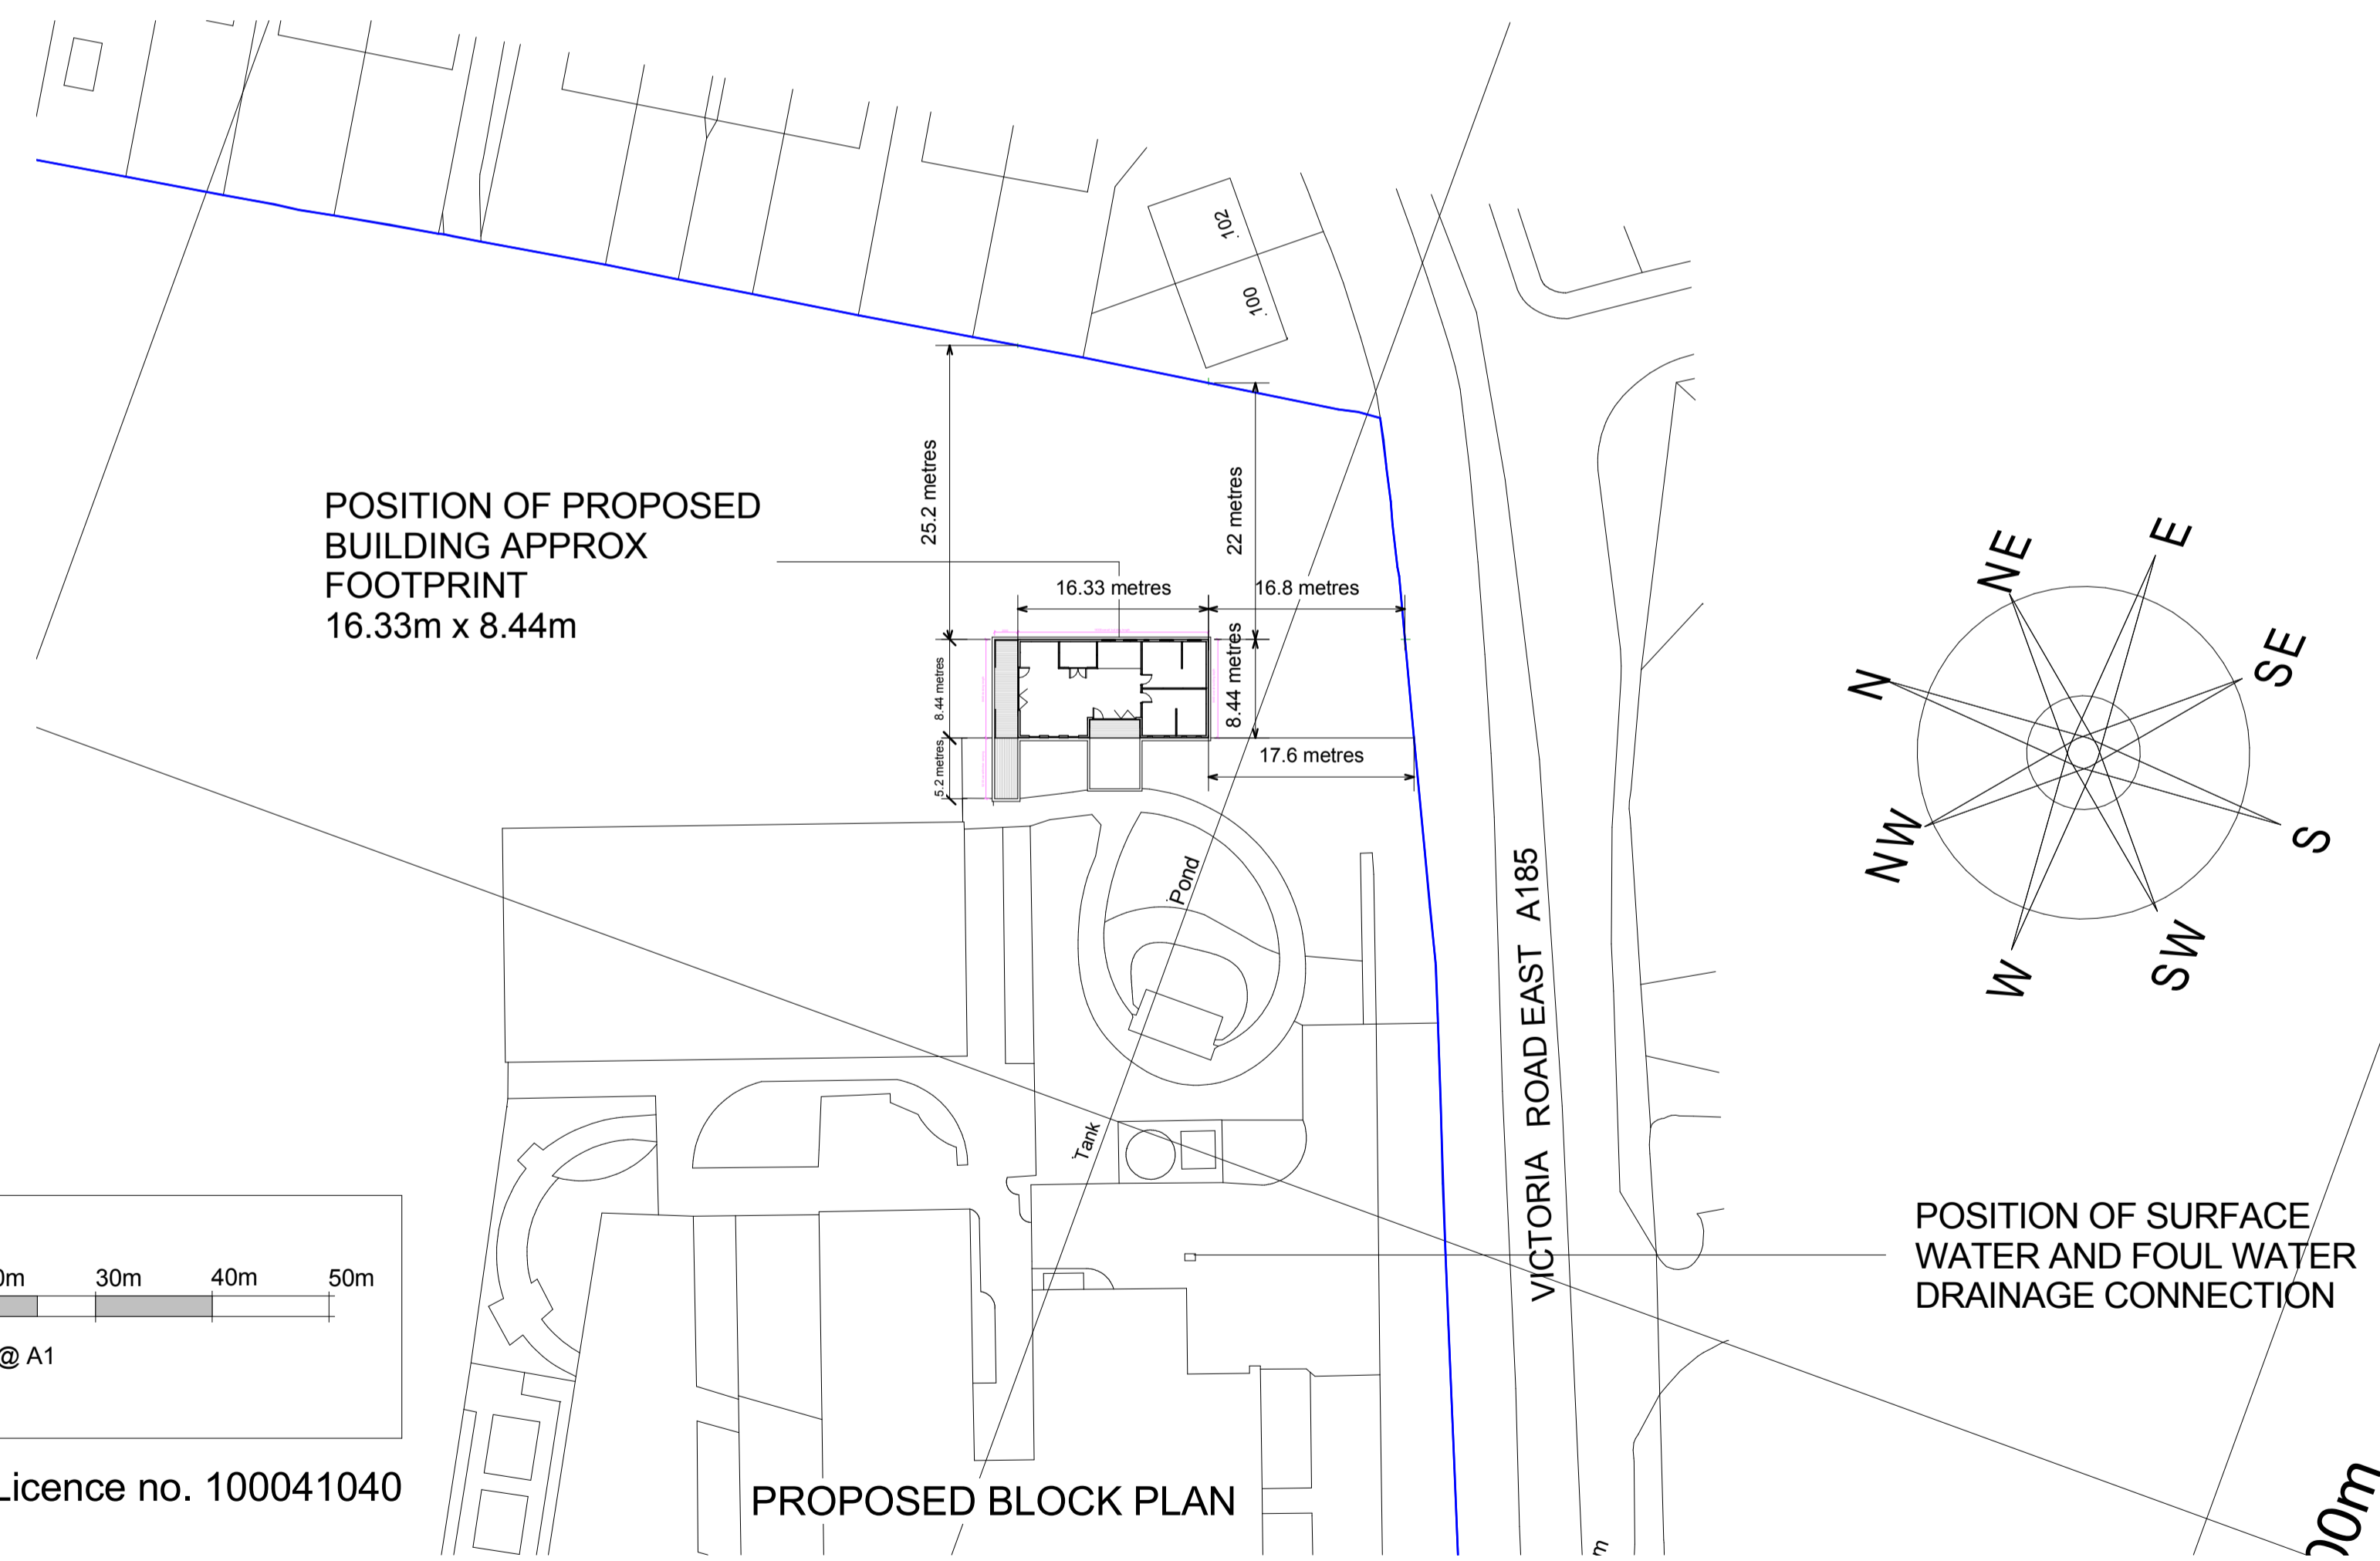 .102
.100
25.2 metres
22 metres
POSITION OF PROPOSED
BUILDING APPROX
FOOTPRINT
16.33m x 8.44m
16.33 metres
16.8 metres
8.44 metres
8.44 metres
5.2 metres
17.6 metres
NE
E
SE
N
S
NW
W
SW
Pond
VICTORIA ROAD EAST A185
Tank
POSITION OF SURFACE
WATER AND FOUL WATER
DRAINAGE CONNECTION
0m 30m 40m 50m
@ A1
Licence no. 100041040
PROPOSED BLOCK PLAN
m
00m